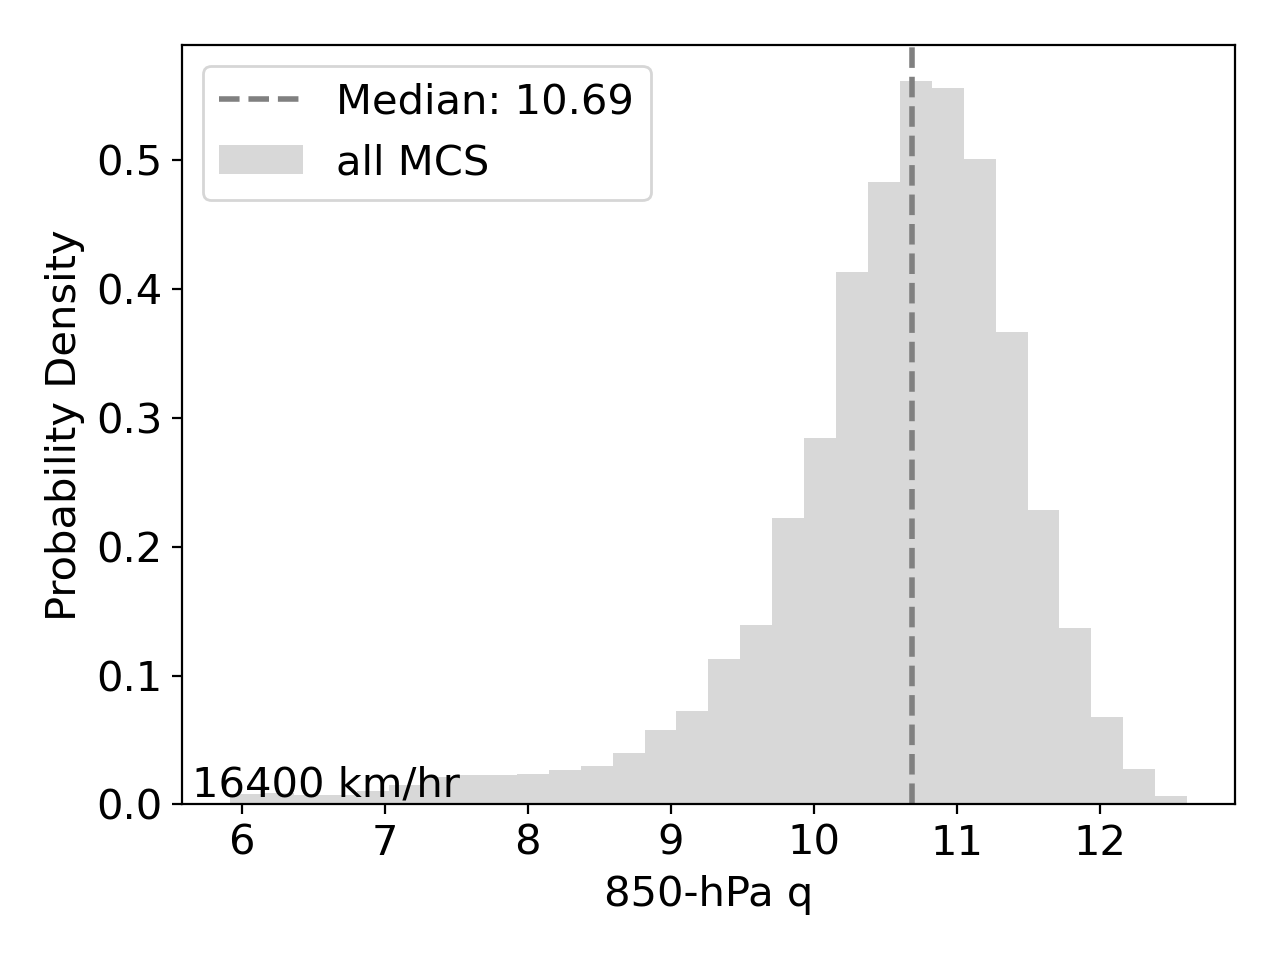 Median: 10.69
all MCS
Probability Density
0.5
0.4
0.3
0.2
0.1
0.0
16400 km/hr
6 7 8 9 10 11 12
850-hPa q